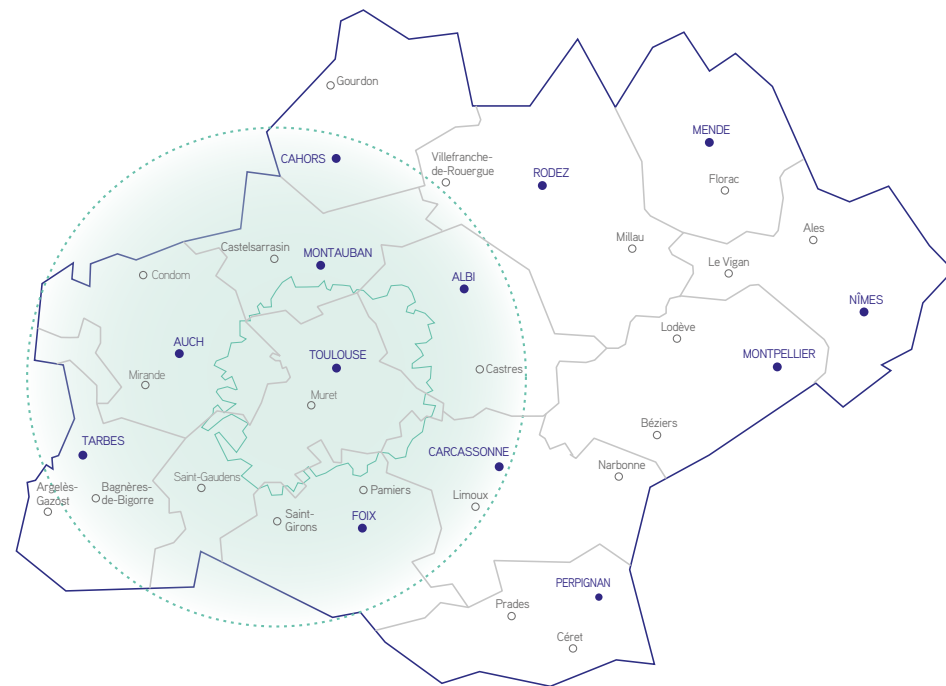 Gourdon
MENDE
CAHORS
Villefranche-
de-Rouergue
RODEZ
Florac
Ales
Millau
Castelsarrasin
MONTAUBAN
Le Vigan
Condom
ALBI
NÎMES
Lodève
AUCH
TOULOUSE
MONTPELLIER
Castres
Mirande
Muret
Béziers
TARBES
CARCASSONNE
Narbonne
Saint-Gaudens
Argelès-
Gazost
Bagnères-
de-Bigorre
Pamiers
Limoux
Saint-
Girons
FOIX
PERPIGNAN
Prades
Céret